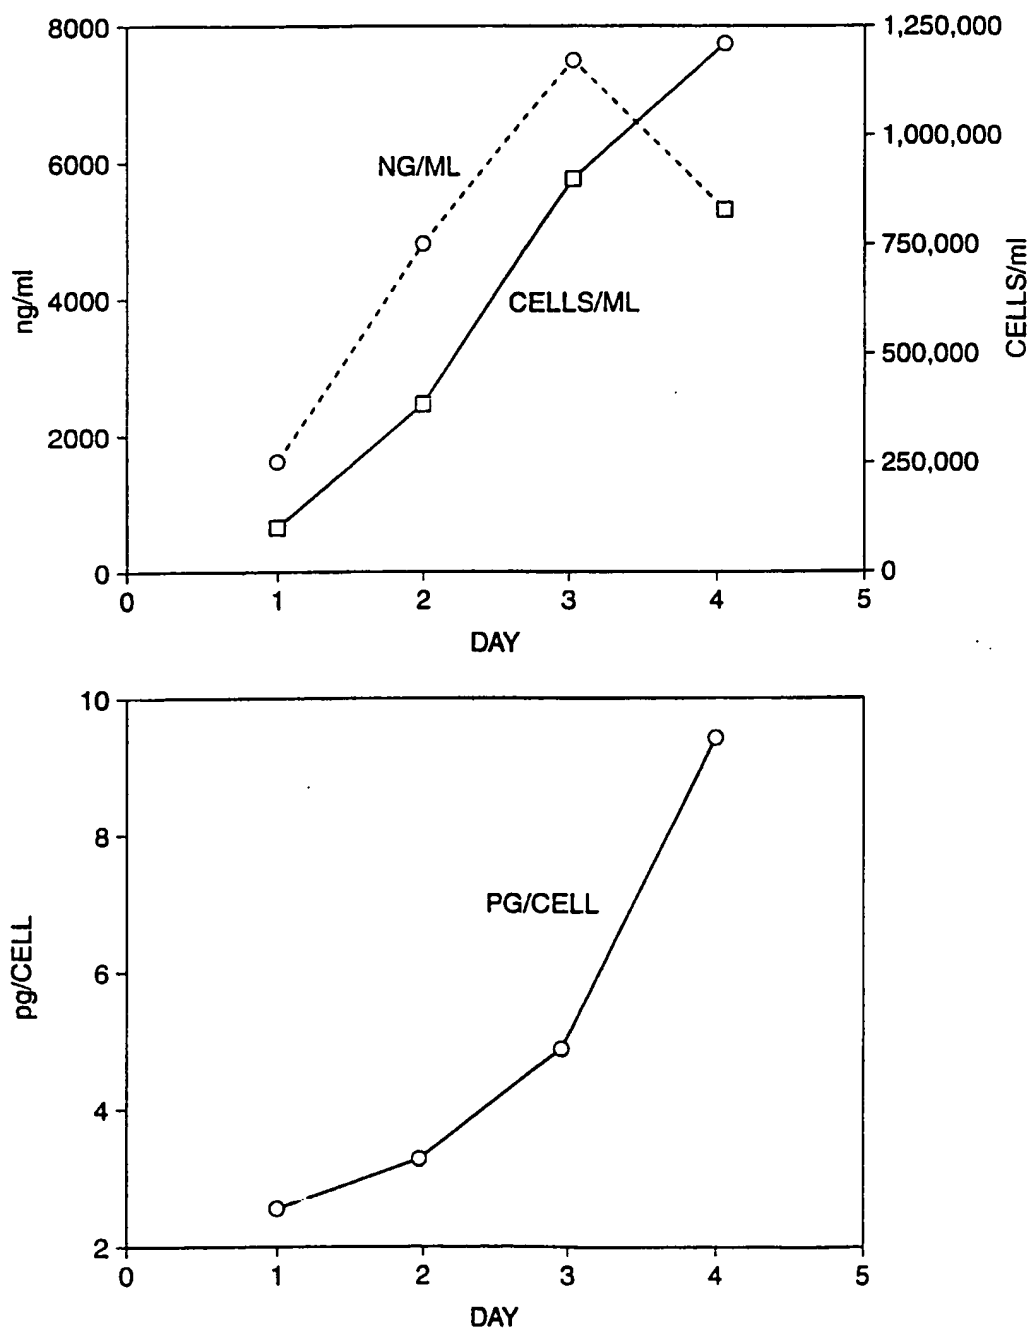 8000
6000
4000
2000
0
ng/ml
1,250,000
1,000,000
750,000
500,000
250,000
0
CELLS/ml
NG/ML
CELLS/ML
0 1 2 3 4 5
DAY
10
8
6
4
2
pg/CELL
PG/CELL
0 1 2 3 4 5
DAY